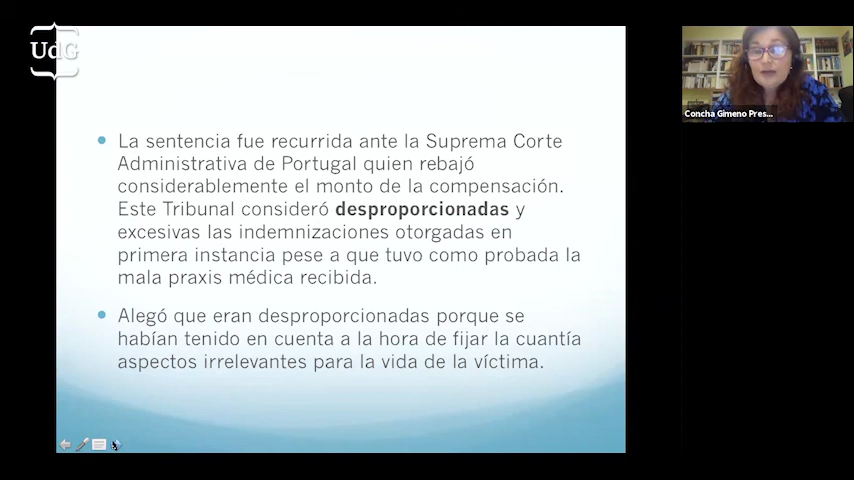 UdG
La sentencia fue recurrida ante la Suprema Corte
Administrativa de Portugal quien rebajó
considerablemente el monto de la compensación.
Este Tribunal consideró desproporcionadas y
excesivas las indemnizaciones otorgadas en
primera instancia pese a que tuvo como probada la
mala praxis médica recibida.
Alegó que eran desproporcionadas porque se
habían tenido en cuenta a la hora de fijar la cuantía
aspectos irrelevantes para la vida de la víctima.
Concha Gimeno Pres...